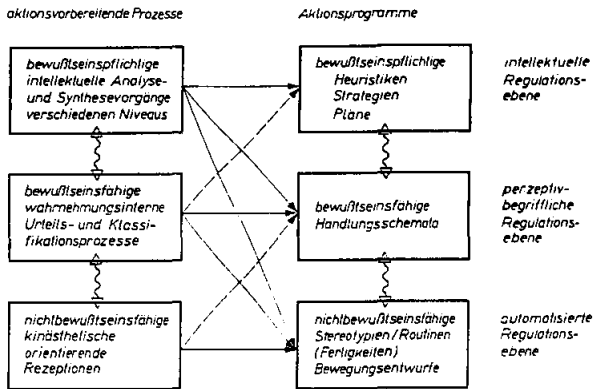 aktionsvorbereitende Prozesse
Aktionsprogramme
bewußtseinspflichtige
intellektuelle Analyse-
und Synthesevorgänge
verschiedenen Niveaus
bewußtseinspflichtige
Heuristiken
Strategien
Pläne
intellektuelle
Regulations-
ebene
bewußtseinsfähige
wahrnehmungsinterne
Urteils- und Klassi-
fikationsprozesse
bewußtseinsfähige
Handlungsschemata
perzeptiv-
begriffliche
Regulations-
ebene
nichtbewußtseinsfähige
kinästhetische
orientierende
Rezeptionen
nichtbewußtseinsfähige
Stereotypien/Routinen
(Fertigkeiten)
Bewegungsentwurfe
automatisierte
Regulations-
ebene